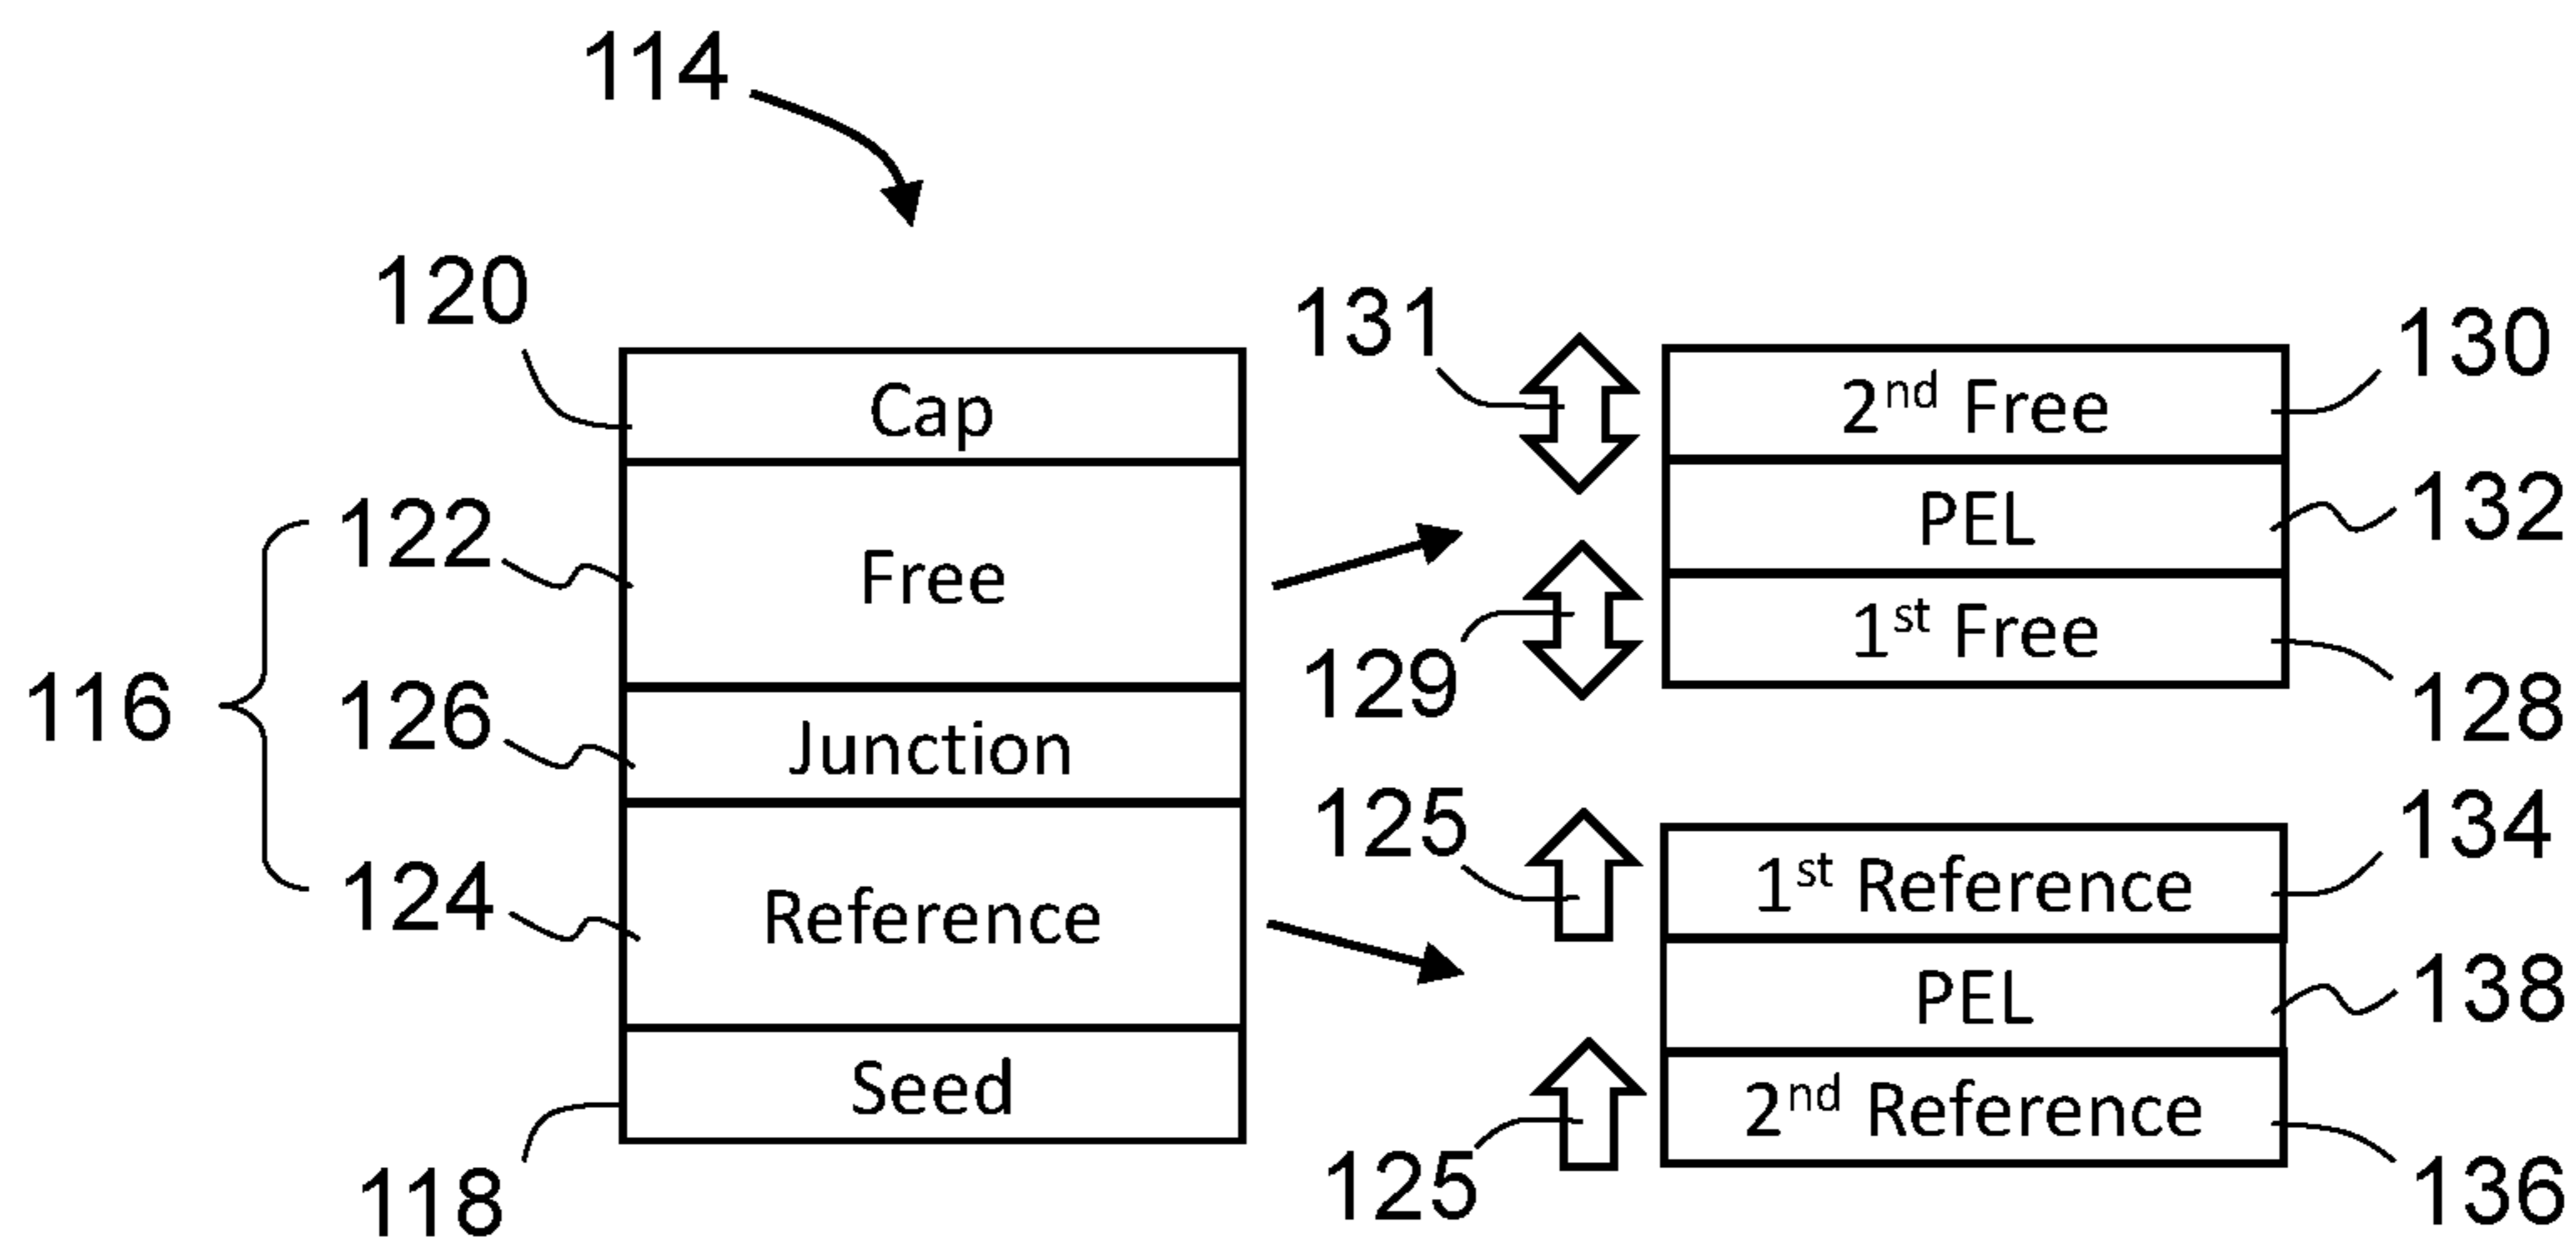 114
120
Cap
122
Free
116
126
Junction
124
Reference
Seed
118
131
2nd Free
130
PEL
132
129
1st Free
128
125
1st Reference
134
PEL
138
125
2nd Reference
136